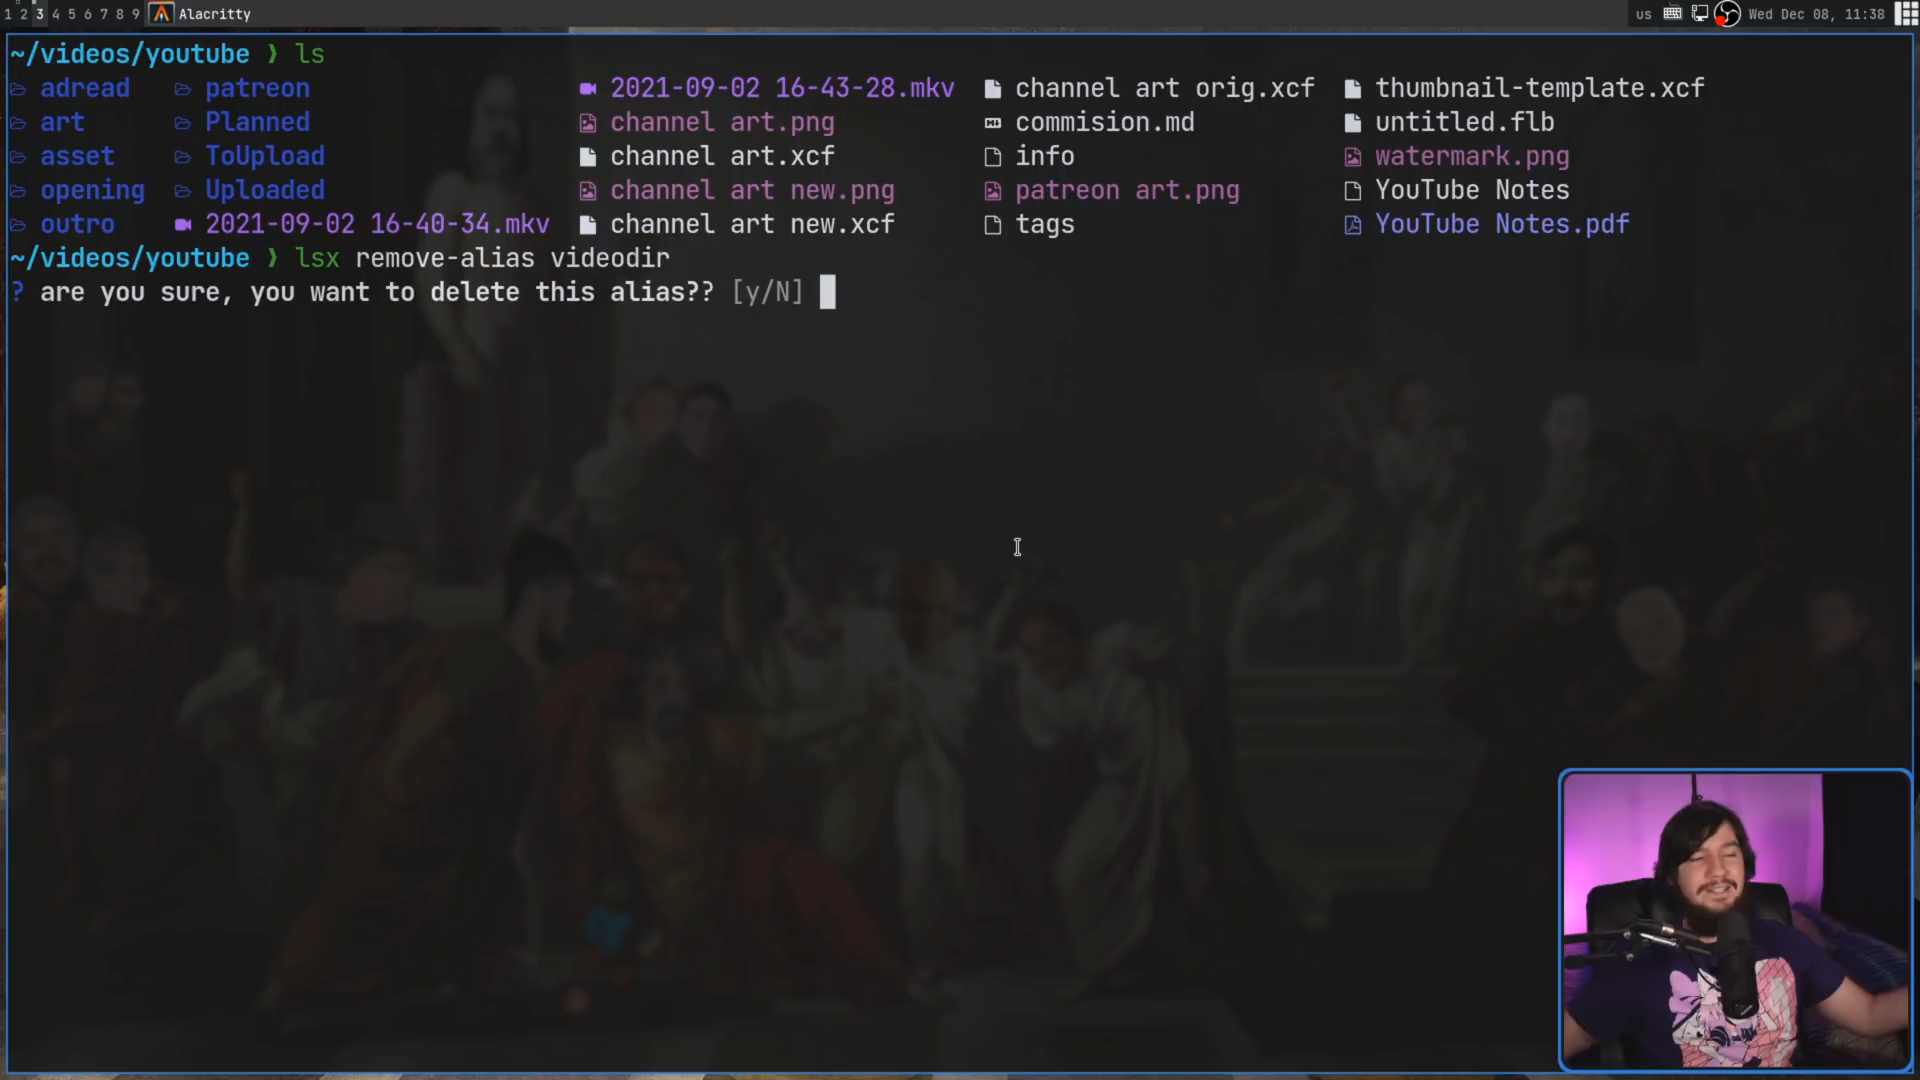 1 2 3 4 5 6 7 8 9 Alacritty us Wed Dec 08, 11:38
~/videos/youtube ❯ ls
adread patreon 2021-09-02 16-43-28.mkv channel art orig.xcf thumbnail-template.xcf
art Planned channel art.png commision.md untitled.flb
asset ToUpload channel art.xcf info watermark.png
opening Uploaded channel art new.png patreon art.png YouTube Notes
outro 2021-09-02 16-40-34.mkv channel art new.xcf tags YouTube Notes.pdf
~/videos/youtube ❯ lsx remove-alias videodir
? are you sure, you want to delete this alias?? [y/N]